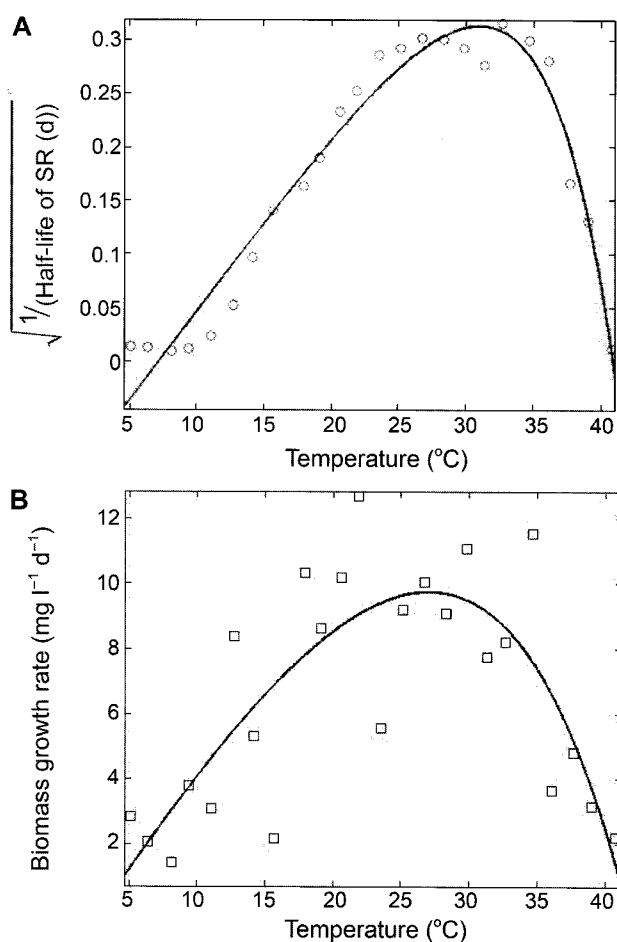 A
0.3
0.25
0.2
0.15
0.1
0.05
0
√1/(Half-life of SR (d))
5 10 15 20 25 30 35 40
Temperature (°C)
B
12
10
8
6
4
2
Biomass growth rate (mg l⁻¹ d⁻¹)
5 10 15 20 25 30 35 40
Temperature (°C)